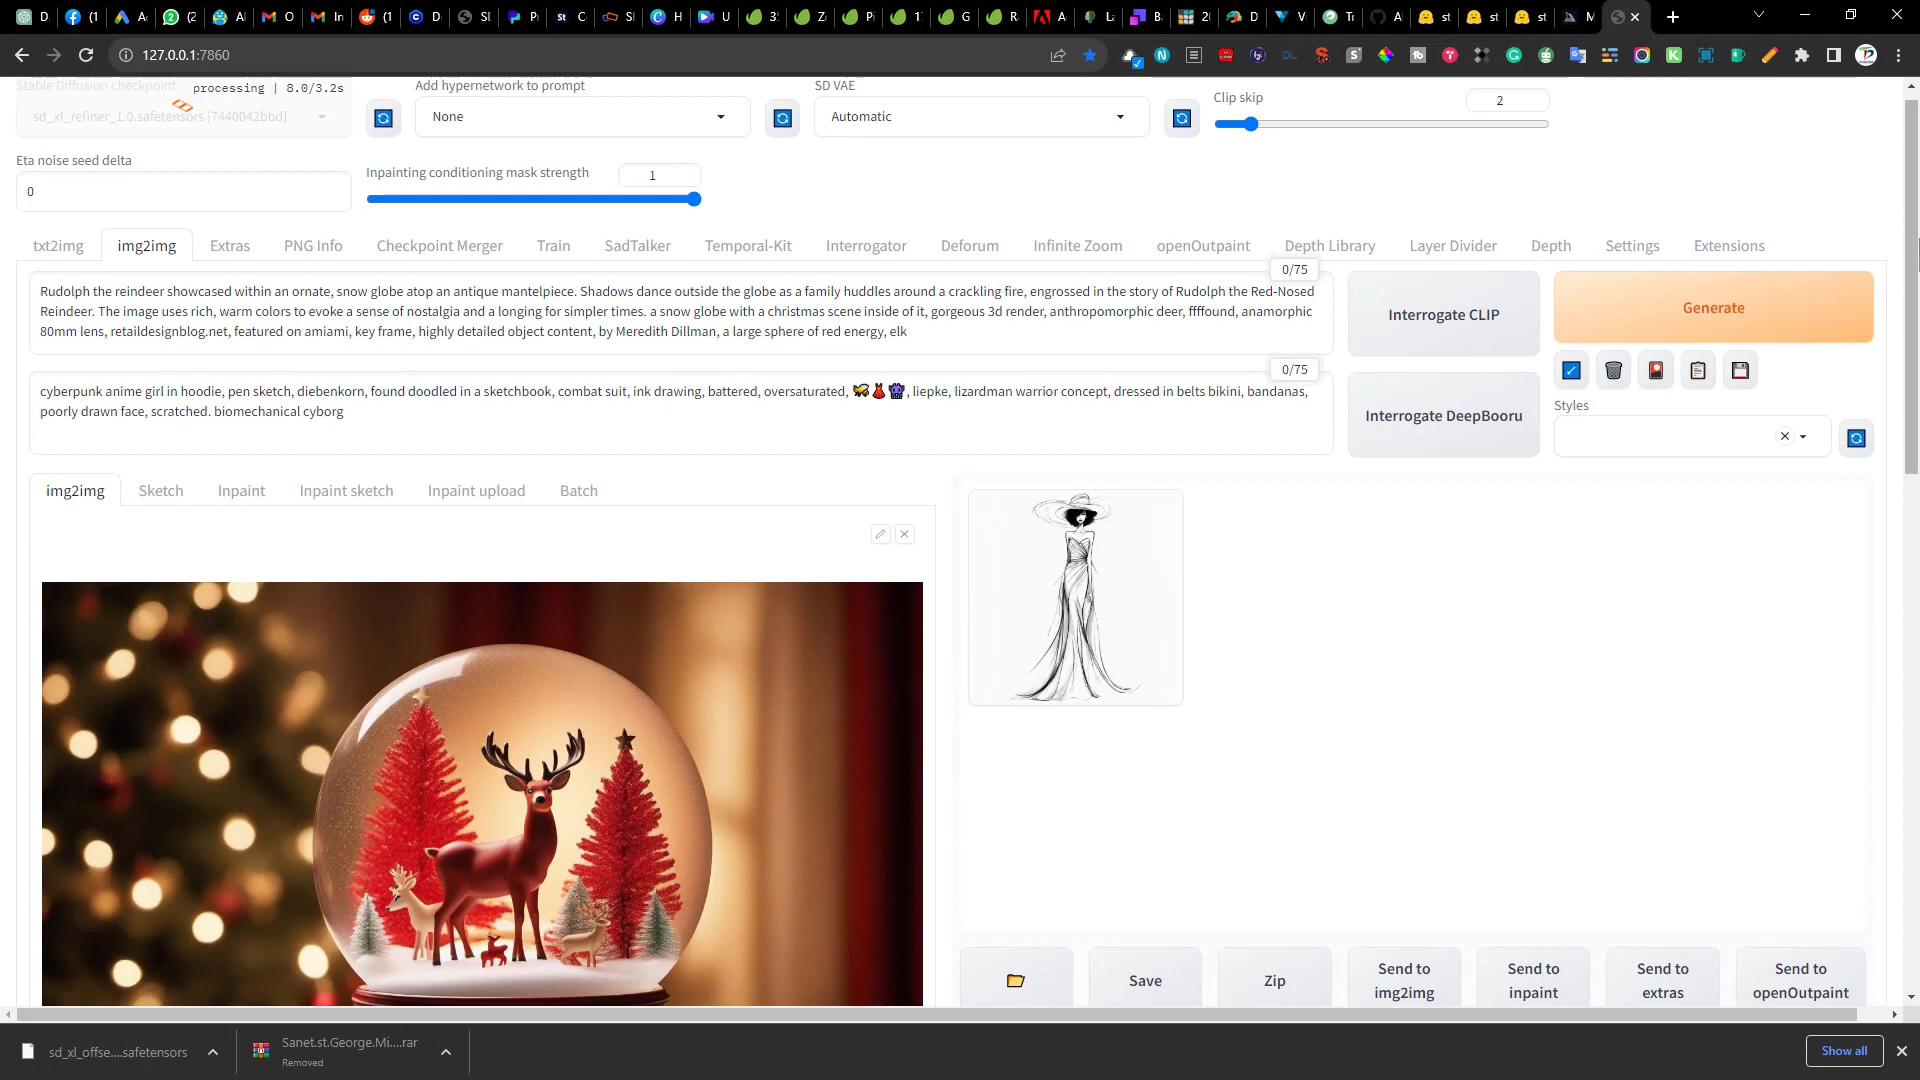 127.0.0.1:7860
Stable Diffusion checkpoint
processing | 8.0/3.2s
sd_xl_refiner_1.0.safetensors [7440042bbd]
Add hypernetwork to prompt
None
SD VAE
Automatic
Clip skip
2
Eta noise seed delta
0
Inpainting conditioning mask strength
1
txt2img
img2img
Extras
PNG Info
Checkpoint Merger
Train
SadTalker
Temporal-Kit
Interrogator
Deforum
Infinite Zoom
openOutpaint
Depth Library
Layer Divider
Depth
Settings
Extensions
0/75
Rudolph the reindeer showcased within an ornate, snow globe atop an antique mantelpiece. Shadows dance outside the globe as a family huddles around a crackling fire, engrossed in the story of Rudolph the Red-Nosed
Reindeer. The image uses rich, warm colors to evoke a sense of nostalgia and a longing for simpler times. a snow globe with a christmas scene inside of it, gorgeous 3d render, anthropomorphic deer, ffffound, anamorphic
80mm lens, retaildesignblog.net, featured on amiami, key frame, highly detailed object content, by Meredith Dillman, a large sphere of red energy, elk
0/75
cyberpunk anime girl in hoodie, pen sketch, diebenkorn, found doodled in a sketchbook, combat suit, ink drawing, battered, oversaturated, , liepke, lizardman warrior concept, dressed in belts bikini, bandanas,
poorly drawn face, scratched. biomechanical cyborg
Interrogate CLIP
Interrogate DeepBooru
Generate
Styles
img2img
Sketch
Inpaint
Inpaint sketch
Inpaint upload
Batch
Save
Zip
Send to
img2img
Send to
inpaint
Send to
extras
Send to
openOutpaint
sd_xl_offse....safetensors
Sanet.st.George.Mi....rar
Removed
Show all